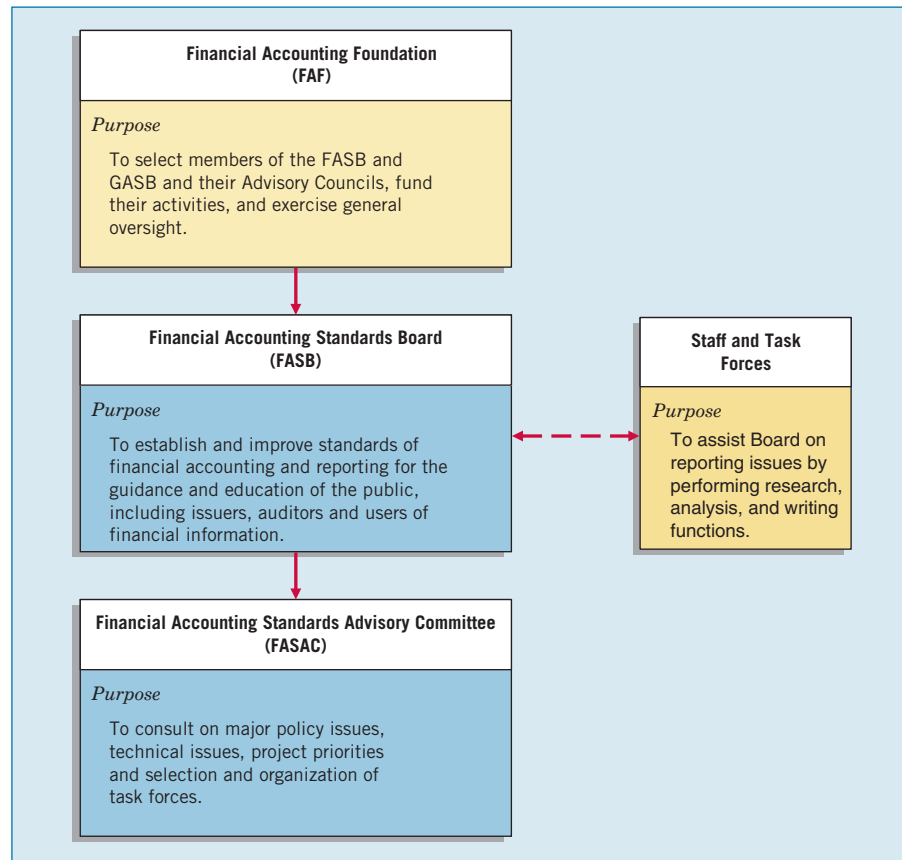 Financial Accounting Foundation
(FAF)
Purpose
To select members of the FASB and
GASB and their Advisory Councils, fund
their activities, and exercise general
oversight.
Financial Accounting Standards Board
(FASB)
Purpose
To establish and improve standards of
financial accounting and reporting for the
guidance and education of the public,
including issuers, auditors and users of
financial information.
Staff and Task
Forces
Purpose
To assist Board on
reporting issues by
performing research,
analysis, and writing
functions.
Financial Accounting Standards Advisory Committee
(FASAC)
Purpose
To consult on major policy issues,
technical issues, project priorities
and selection and organization of
task forces.